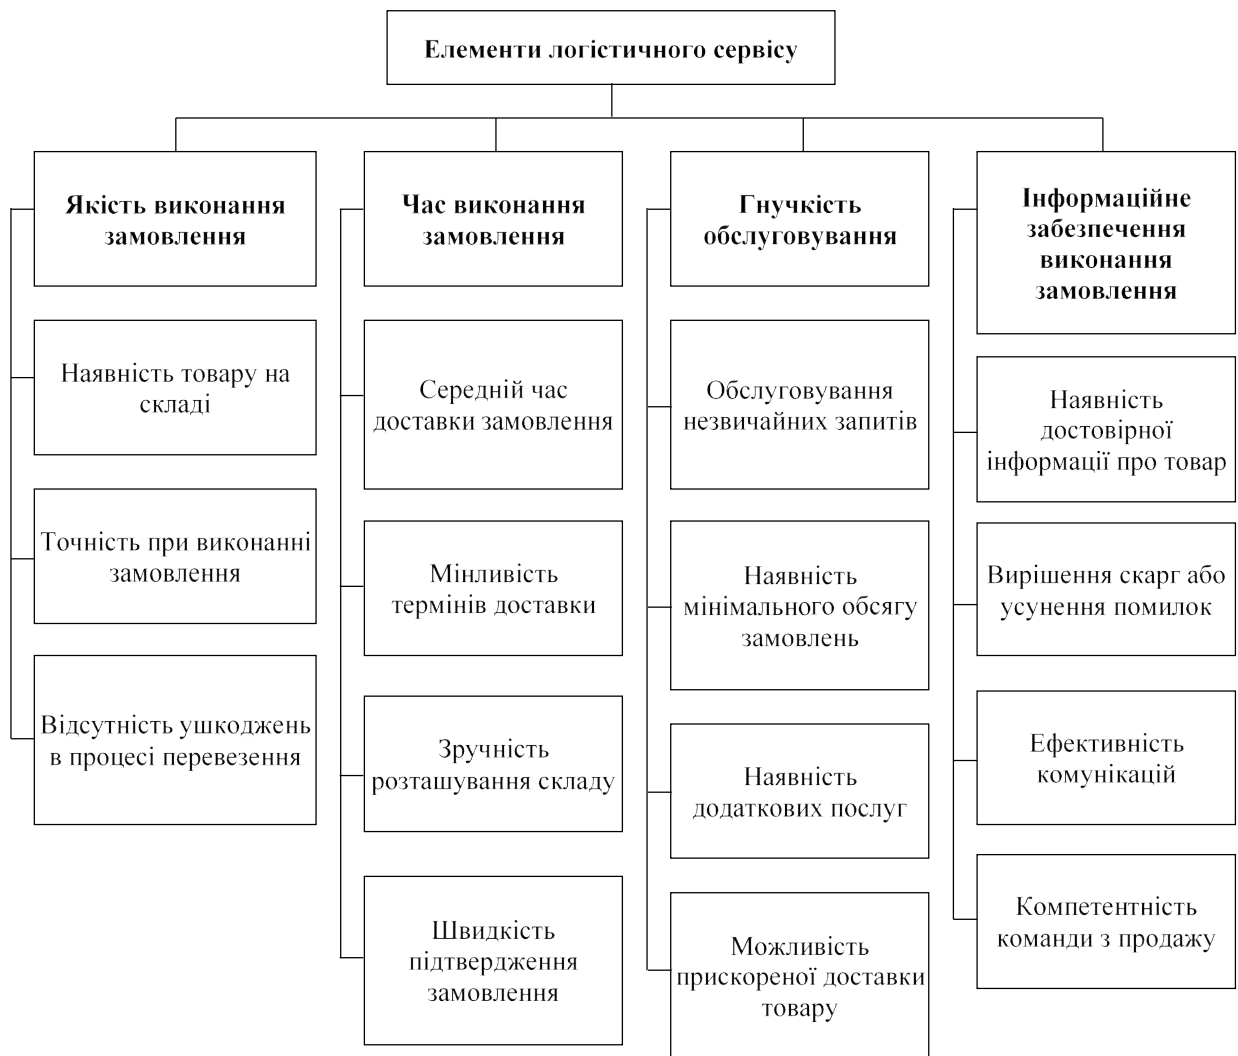 Елементи логістичного сервісу
Якість виконання
замовлення
Наявність товару на
складі
Точність при виконанні
замовлення
Відсутність ушкоджень
в процесі перевезення
Час виконання
замовлення
Середній час
доставки замовлення
Мінливість
термінів доставки
Зручність
розташування складу
Швидкість
підтвердження
замовлення
Гнучкість
обслуговування
Обслуговування
незвичайних запитів
Наявність
мінімального обсягу
замовлень
Наявність
додаткових послуг
Можливість
прискореної доставки
товару
Інформаційне
забезпечення
виконання
замовлення
Наявність
достовірної
інформації про товар
Вирішення скарг або
усунення помилок
Ефективність
комунікацій
Компетентність
команди з продажу